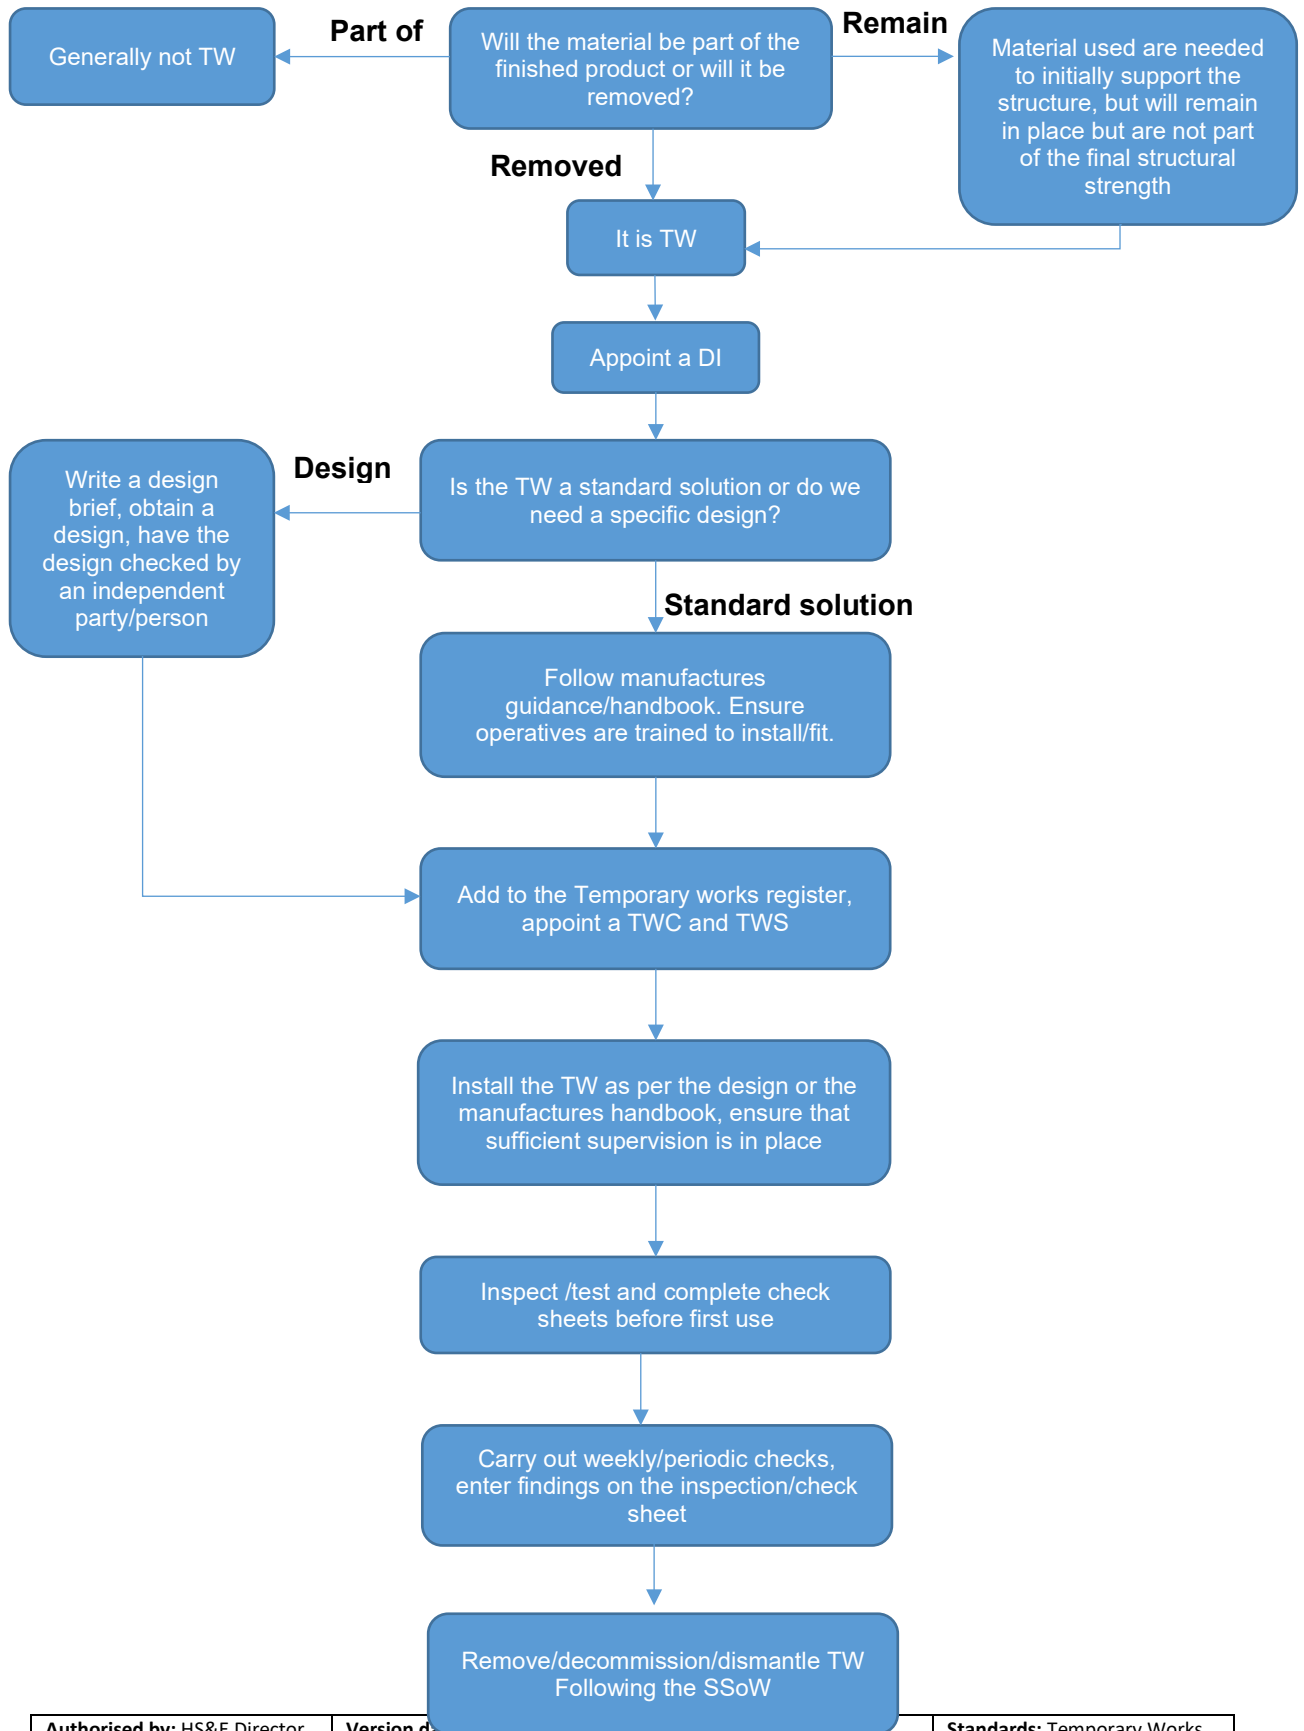 Part of
Remain
Generally not TW
Will the material be part of the
finished product or will it be
removed?
Material used are needed
to initially support the
structure, but will remain
in place but are not part
of the final structural
strength
Removed
It is TW
Appoint a DI
Design
Write a design
brief, obtain a
design, have the
design checked by
an independent
party/person
Is the TW a standard solution or do we
need a specific design?
Standard solution
Follow manufactures
guidance/handbook. Ensure
operatives are trained to install/fit.
Add to the Temporary works register,
appoint a TWC and TWS
Install the TW as per the design or the
manufactures handbook, ensure that
sufficient supervision is in place
Inspect /test and complete check
sheets before first use
Carry out weekly/periodic checks,
enter findings on the inspection/check
sheet
Remove/decommission/dismantle TW
Following the SSoW
Authorised by: HS&E Director
Version
Standards: Temporary Works